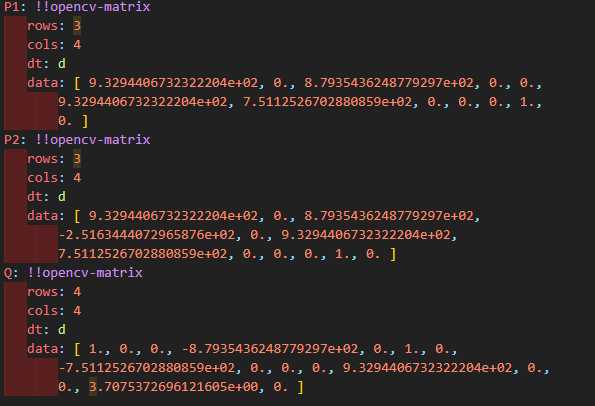 P1: !!opencv-matrix
rows: 3
cols: 4
dt: d
data: [ 9.3294406732322204e+02, 0., 8.7935436248779297e+02, 0., 0.,
9.3294406732322204e+02, 7.5112526702880859e+02, 0., 0., 0., 1.,
0. ]
P2: !!opencv-matrix
rows: 3
cols: 4
dt: d
data: [ 9.3294406732322204e+02, 0., 8.7935436248779297e+02,
-2.5163444072965876e+02, 0., 9.3294406732322204e+02,
7.5112526702880859e+02, 0., 0., 0., 1., 0. ]
Q: !!opencv-matrix
rows: 4
cols: 4
dt: d
data: [ 1., 0., 0., -8.7935436248779297e+02, 0., 1., 0.,
-7.5112526702880859e+02, 0., 0., 0., 9.3294406732322204e+02, 0.,
0., 3.7075372696121605e+00, 0. ]